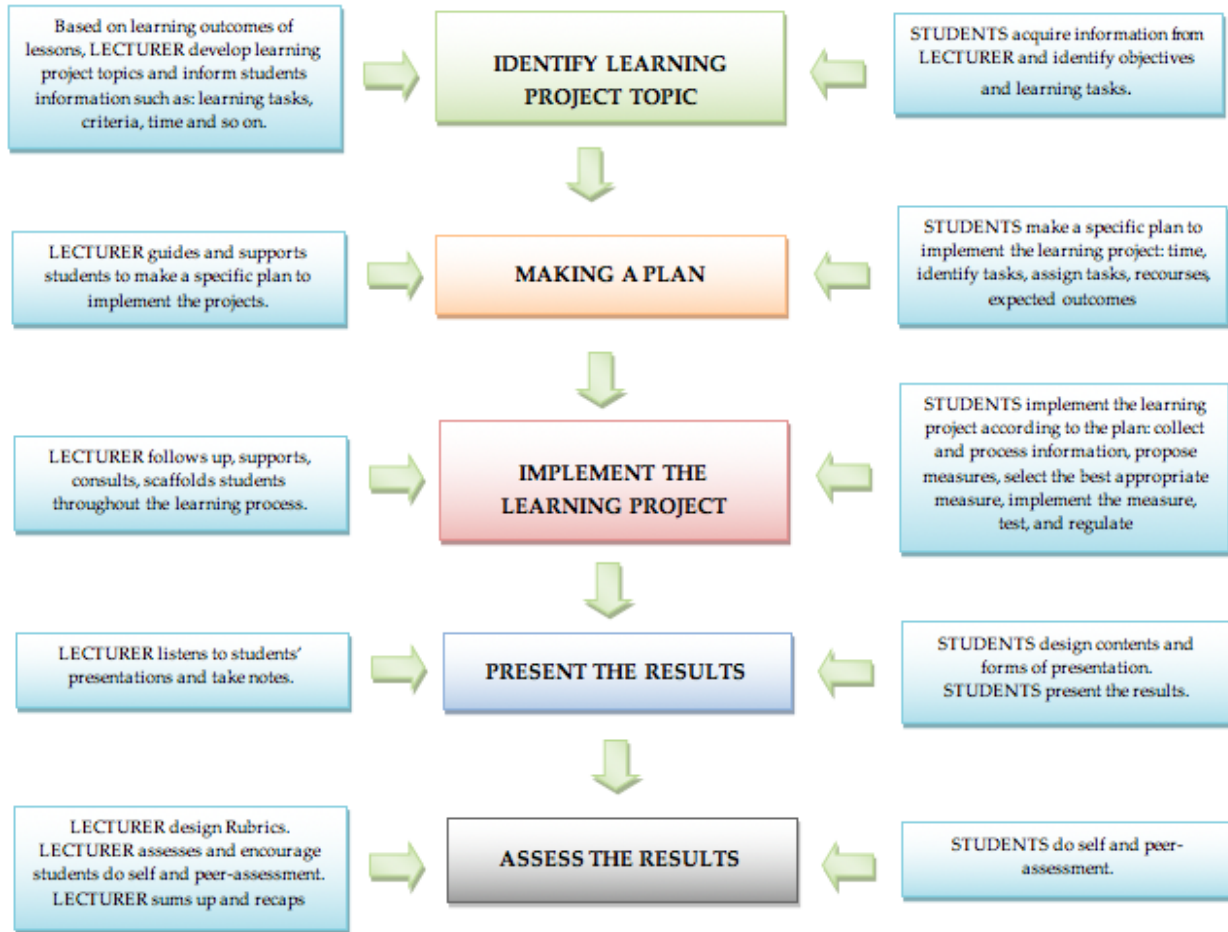 Based on learning outcomes of
lessons, LECTURER develop learning
project topics and inform students
information such as: learning tasks,
criteria, time and so on.
IDENTIFY LEARNING
PROJECT TOPIC
STUDENTS acquire information from
LECTURER and identify objectives
and learning tasks.
LECTURER guides and supports
students to make a specific plan to
implement the projects.
MAKING A PLAN
STUDENTS make a specific plan to
implement the learning project: time,
identify tasks, assign tasks, recourses,
expected outcomes
LECTURER follows up, supports,
consults, scaffolds students
throughout the learning process.
IMPLEMENT THE
LEARNING PROJECT
STUDENTS implement the learning
project according to the plan: collect
and process information, propose
measures, select the best appropriate
measure, implement the measure,
test, and regulate
LECTURER listens to students’
presentations and take notes.
PRESENT THE RESULTS
STUDENTS design contents and
forms of presentation.
STUDENTS present the results.
LECTURER design Rubrics.
LECTURER assesses and encourage
students do self and peer-assessment.
LECTURER sums up and recaps
ASSESS THE RESULTS
STUDENTS do self and peer-
assessment.